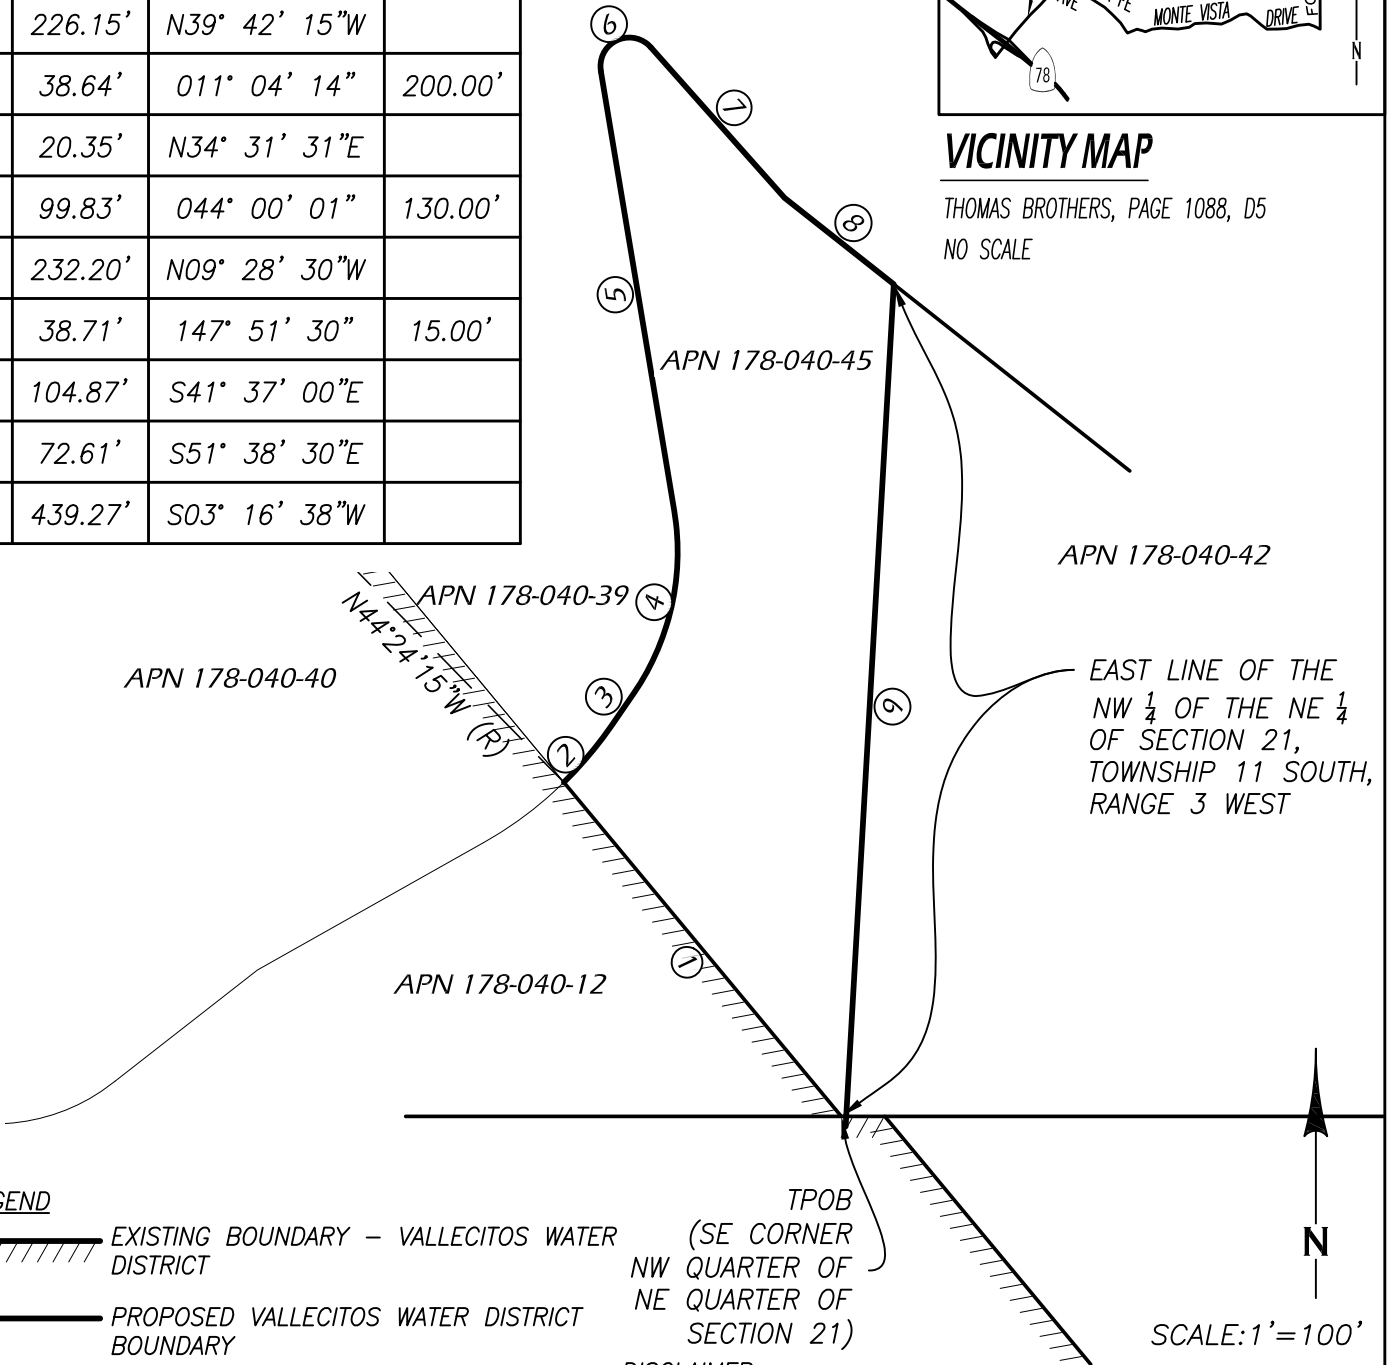 226.15' N39° 42' 15"W
38.64' 011° 04' 14" 200.00'
20.35' N34° 31' 31"E
99.83' 044° 00' 01" 130.00'
232.20' N09° 28' 30"W
38.71' 147° 51' 30" 15.00'
104.87' S41° 37' 00"E
72.61' S51° 38' 30"E
439.27' S03° 16' 38"W
MONTE VISTA DRIVE
78
N
VICINITY MAP
THOMAS BROTHERS, PAGE 1088, D5
NO SCALE
6
7
8
5
APN 178-040-45
APN 178-040-42
APN 178-040-39
4
N44°24'15"W (R)
APN 178-040-40
3
9
2
EAST LINE OF THE
NW 1/4 OF THE NE 1/4
OF SECTION 21,
TOWNSHIP 11 SOUTH,
RANGE 3 WEST
1
APN 178-040-12
GEND
EXISTING BOUNDARY – VALLECITOS WATER
DISTRICT
PROPOSED VALLECITOS WATER DISTRICT
BOUNDARY
TPOB
(SE CORNER
NW QUARTER OF
NE QUARTER OF
SECTION 21)
N
SCALE:1'=100'
DISCLAIMER